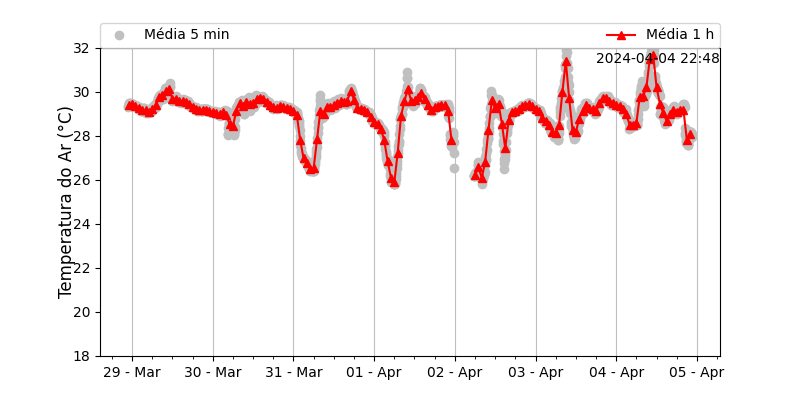 Média 5 min
Média 1 h
2024-04-04 22:48
Temperatura do Ar (°C)
32
30
28
26
24
22
20
18
29 - Mar
30 - Mar
31 - Mar
01 - Apr
02 - Apr
03 - Apr
04 - Apr
05 - Apr